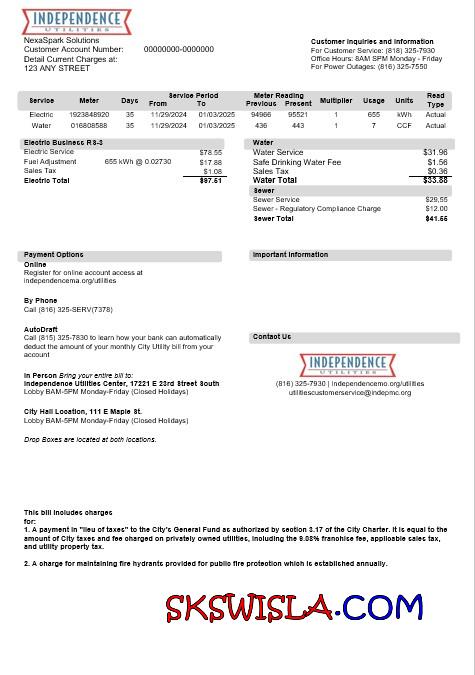 INDEPENDENCE
UTILITIES
NexaSpark Solutions
Customer Account Number: 00000000-0000000
Detail Current Charges at:
123 ANY STREET
Customer Inquiries and Information
For Customer Service: (818) 325-7930
Office Hours: 8AM SPM Monday - Friday
For Power Outages: (816) 325-7550
Service Meter Days Service Period From To Meter Reading Previous Present Multiplier Usage Units Read Type
Electric 1923848920 35 11/29/2024 01/03/2025 94966 95521 1 655 kWh Actual
Water 016808588 35 11/29/2024 01/03/2025 436 443 1 7 CCF Actual
Electric Business RS-3
Electric Service $78.55
Fuel Adjustment 655 kWh @ 0.02730 $17.88
Sales Tax $1.08
Electric Total $97.51
Water
Water Service $31.96
Safe Drinking Water Fee $1.56
Sales Tax $0.36
Water Total $33.88
Sewer
Sewer Service $29,55
Sewer - Regulatory Compliance Charge $12.00
Sewer Total $41.55
Payment Options
Online
Register for online account access at
independencema.org/utilities
By Phone
Call (816) 325-SERV(7378)
AutoDraft
Call (815) 325-7830 to learn how your bank can automatically
deduct the amount of your monthly City Utility bill from your
account
In Person Bring your entire bill to:
Independence Utilities Center, 17221 E 23rd Street South
Lobby 8AM-5PM Monday-Friday (Closed Holidays)
City Hall Location, 111 E Maple St.
Lobby 8AM-5PM Monday-Friday (Closed Holidays)
Drop Boxes are located at both locations.
Important Information
Contact Us
INDEPENDENCE
UTILITIES
(816) 325-7930 | Independencemo.org/utilities
utilitiescustomerservice@indepmc.org
This bill includes charges
for:
1. A payment in "lieu of taxes" to the City's General Fund as authorized by section 3.17 of the City Charter. It is equal to the
amount of City taxes and fee charged on privately owned utilities, including the 9.08% franchise fee, applicable sales tax,
and utility property tax.
2. A charge for maintaining fire hydrants provided for public fire protection which is established annually.
SKSWISLA.COM